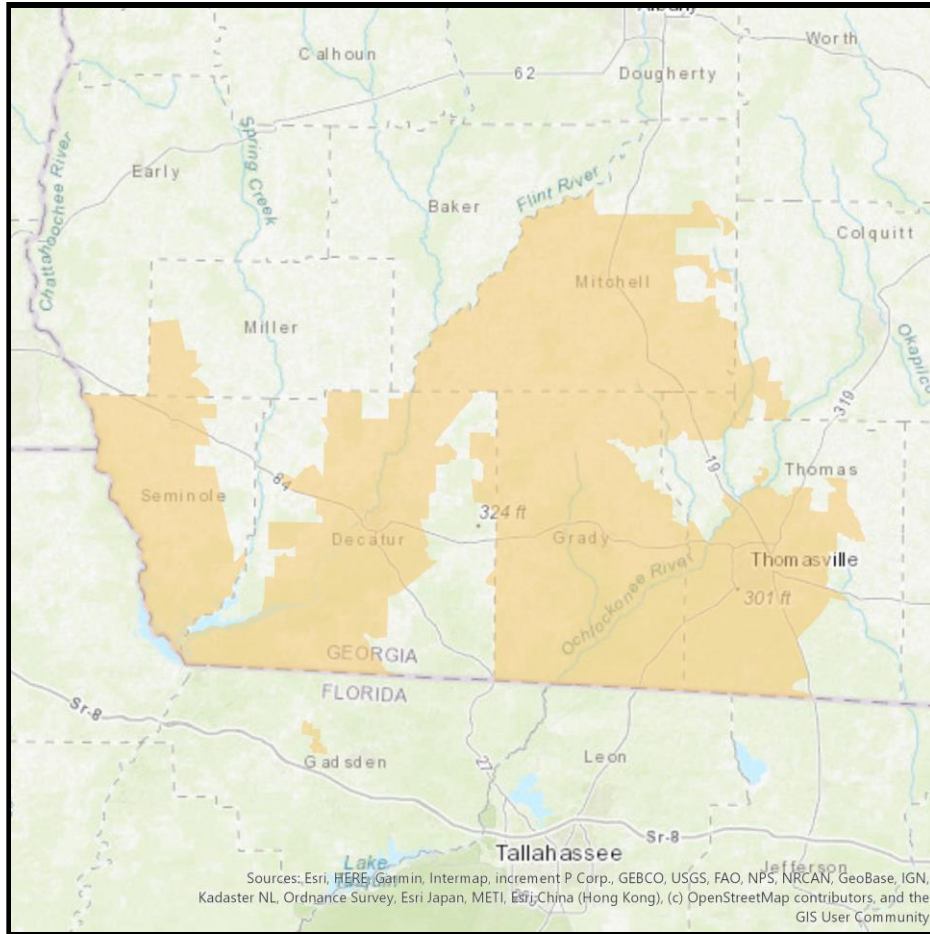 Albany
Worth
Calhoun
62
Dougherty
Spring Creek
Chattahoochee River
Early
Flint River
Baker
Colquitt
Mitchell
Miller
Okapilco
319
Thomas
19
84
Seminole
324 ft
Decatur
Grady
Thomasville
Ochlockonee River
301 ft
GEORGIA
FLORIDA
Sr-8
Gadsden
27
Leon
Sr-8
Tallahassee
Lake
Jefferson
Sources: Esri, HERE, Garmin, Intermap, increment P Corp., GEBCO, USGS, FAO, NPS, NRCAN, GeoBase, IGN,
Kadaster NL, Ordnance Survey, Esri Japan, METI, Esri China (Hong Kong), (c) OpenStreetMap contributors, and the
GIS User Community